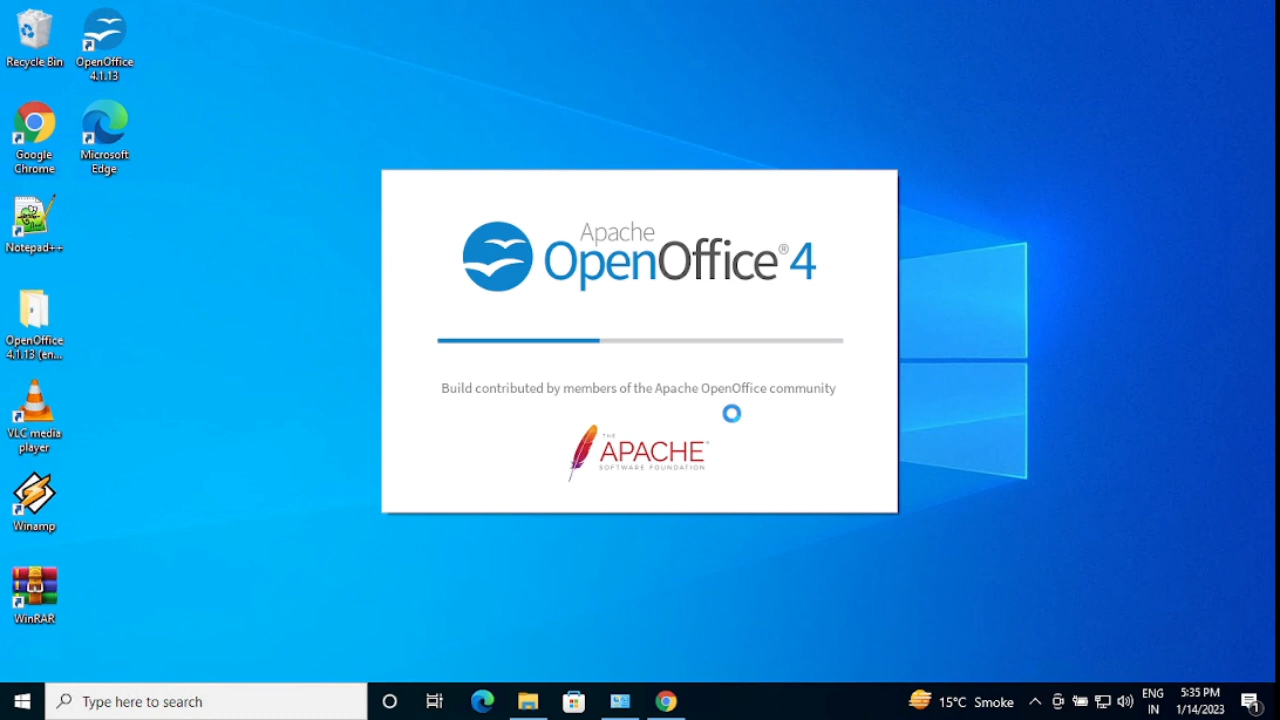 Recycle Bin
OpenOffice
4.1.13
Google
Chrome
Microsoft
Edge
Notepad++
OpenOffice
4.1.13 (en...
VLC media
player
Winamp
WinRAR
Apache
OpenOffice® 4
Build contributed by members of the Apache OpenOffice community
THE
APACHE®
SOFTWARE FOUNDATION
Type here to search
15°C Smoke
ENG
IN
5:35 PM
1/14/2023
1